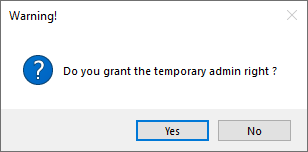 Warning!
Do you grant the temporary admin right ?
Yes No